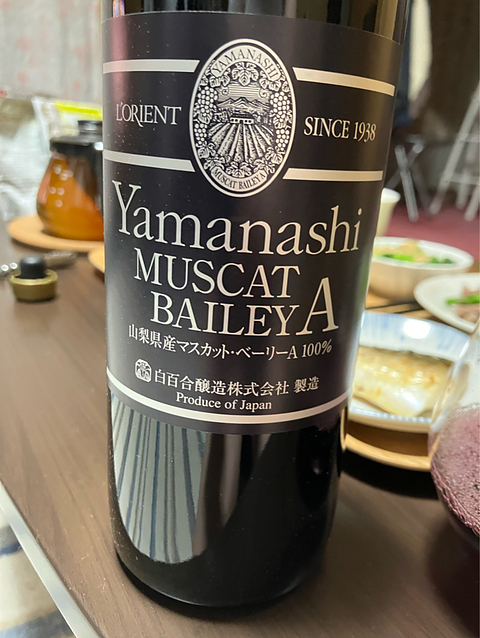 YAMANASHI
MUSCAT BAILEY A
L'ORIENT
SINCE 1938
Yamanashi
MUSCAT
BAILEY A
山梨県産マスカット・ベーリーA 100%
白百合醸造株式会社 製造
Produce of Japan